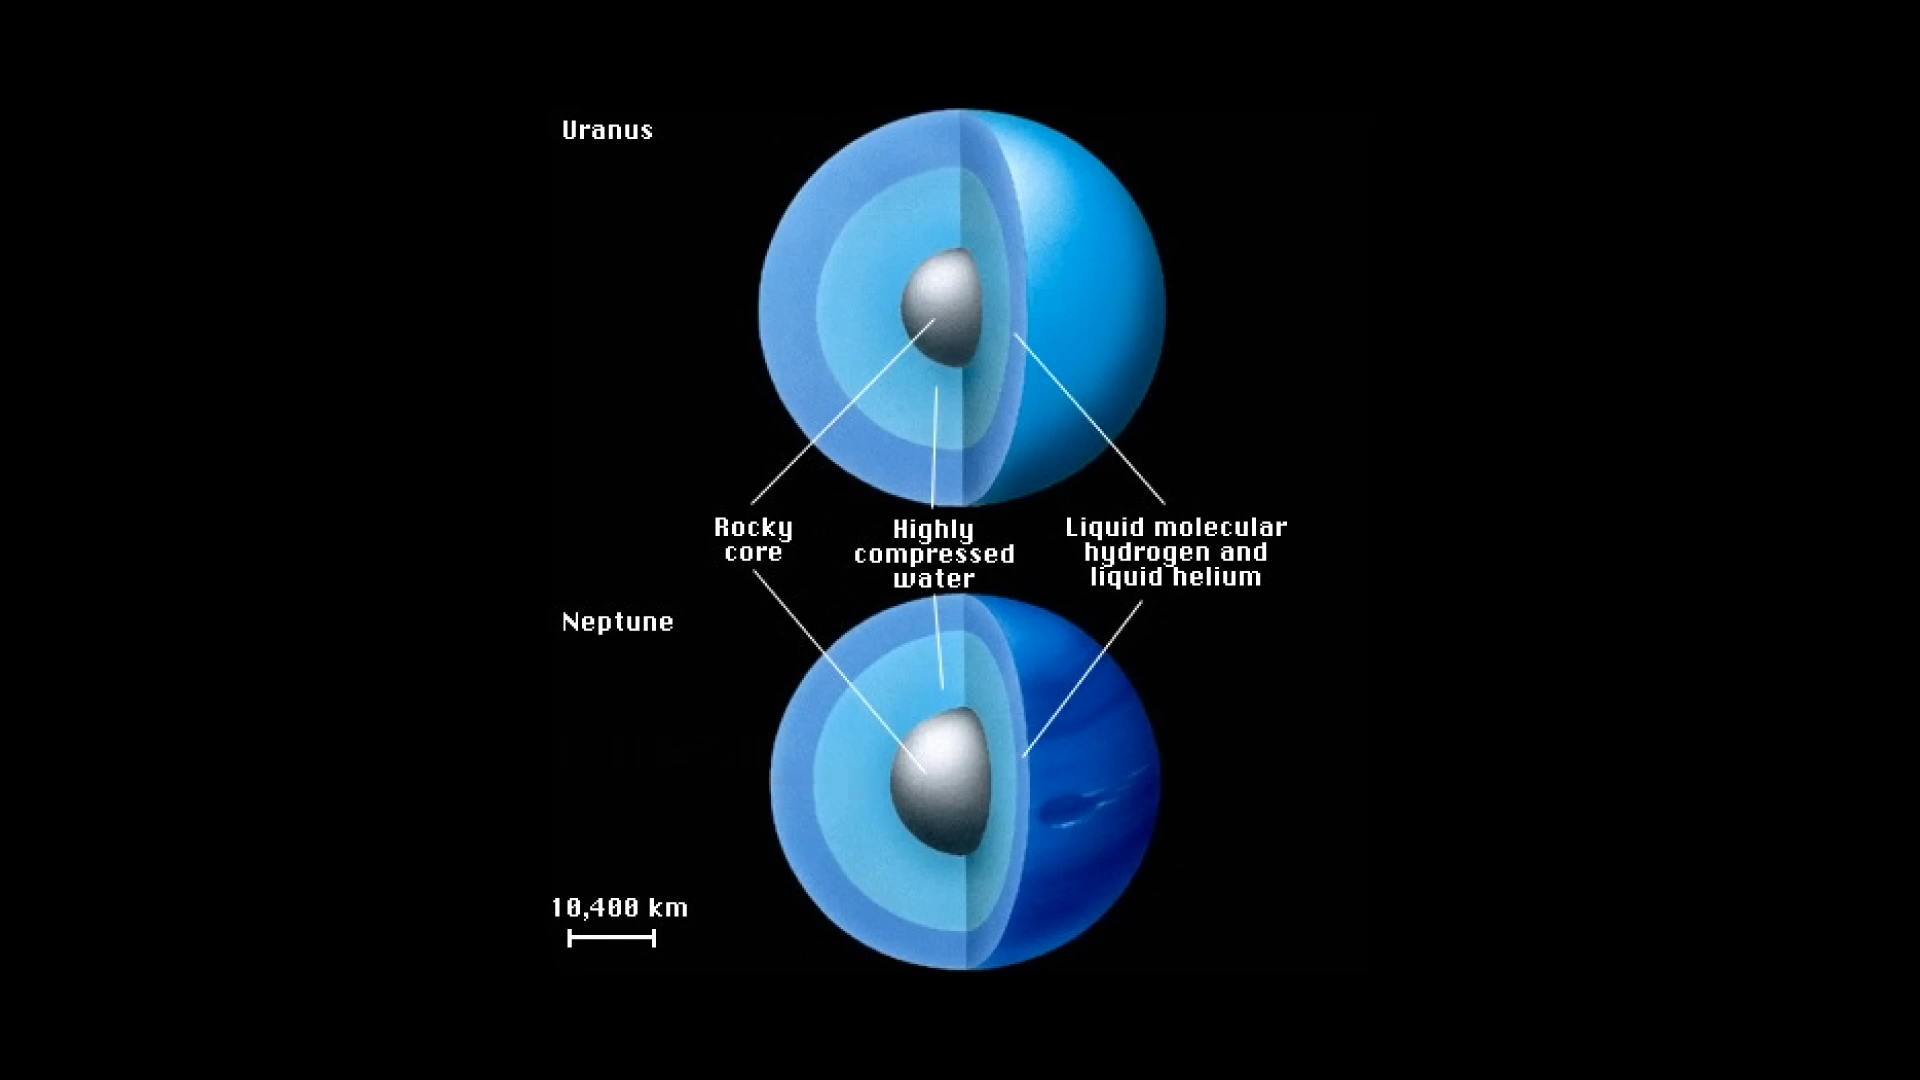 Uranus
Rocky
core
Highly
compressed
water
Liquid molecular
hydrogen and
liquid helium
Neptune
10,400 km